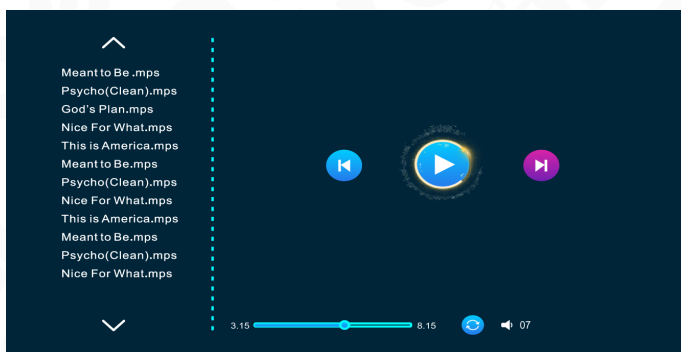 Meant to Be .mps
Psycho(Clean).mps
God's Plan.mps
Nice For What.mps
This is America.mps
Meant to Be.mps
Psycho(Clean).mps
Nice For What.mps
This is America.mps
Meant to Be.mps
Psycho(Clean).mps
Nice For What.mps
3.15 8.15 07